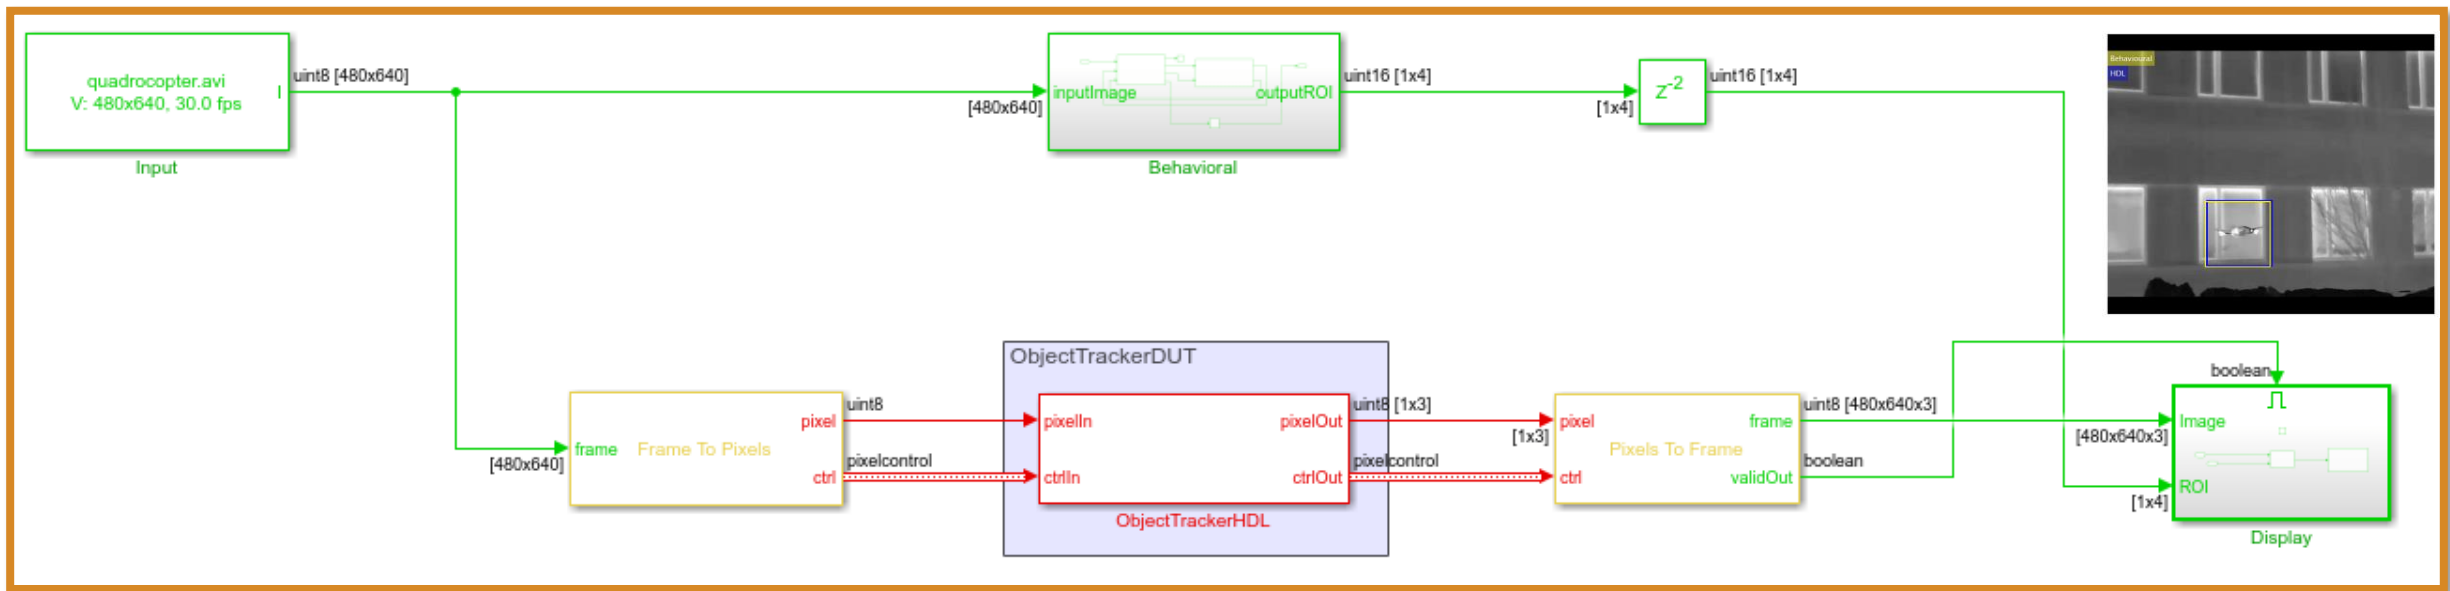 quadrocopter.avi
V: 480x640, 30.0 fps
I
Input
uint8 [480x640]
[480x640]
inputImage
outputROI
Behavioral
uint16 [1x4]
[1x4]
z-2
uint16 [1x4]
Behavioural
HDL
[480x640]
frame
Frame To Pixels
pixel
ctrl
uint8
pixelcontrol
ObjectTrackerDUT
pixelIn
ctrlIn
pixelOut
ctrlOut
ObjectTrackerHDL
uint8 [1x3]
pixelcontrol
[1x3]
pixel
ctrl
Pixels To Frame
frame
validOut
uint8 [480x640x3]
boolean
boolean
[480x640x3]
[1x4]
Image
ROI
Display